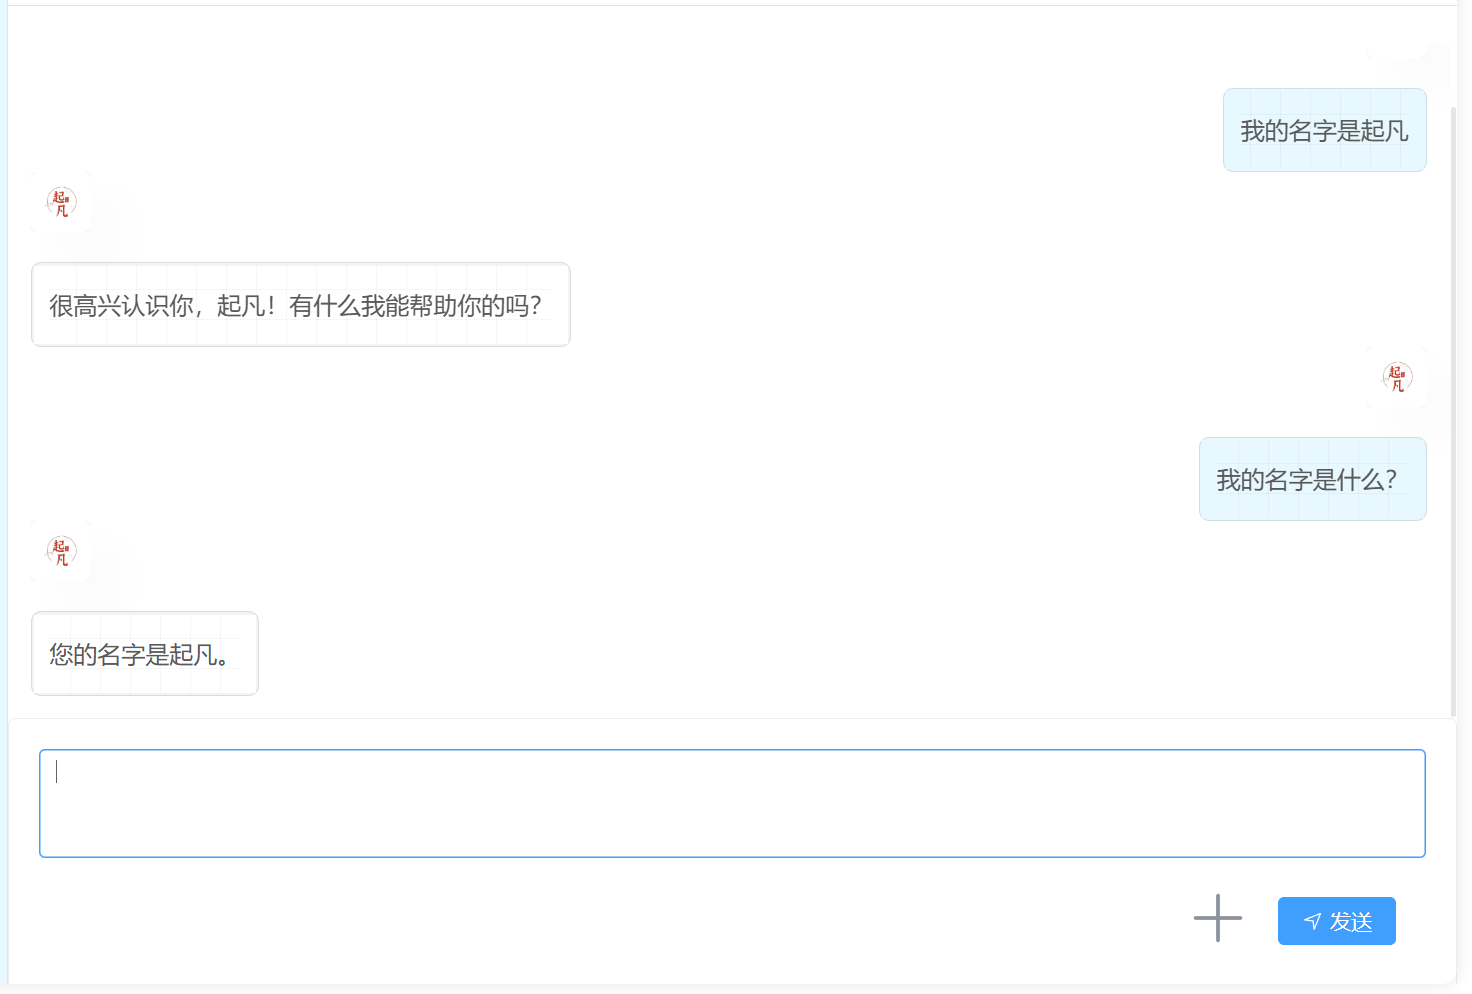 我的名字是起凡
起凡
很高兴认识你，起凡！有什么我能帮助你的吗？
起凡
我的名字是什么？
起凡
您的名字是起凡。
发送